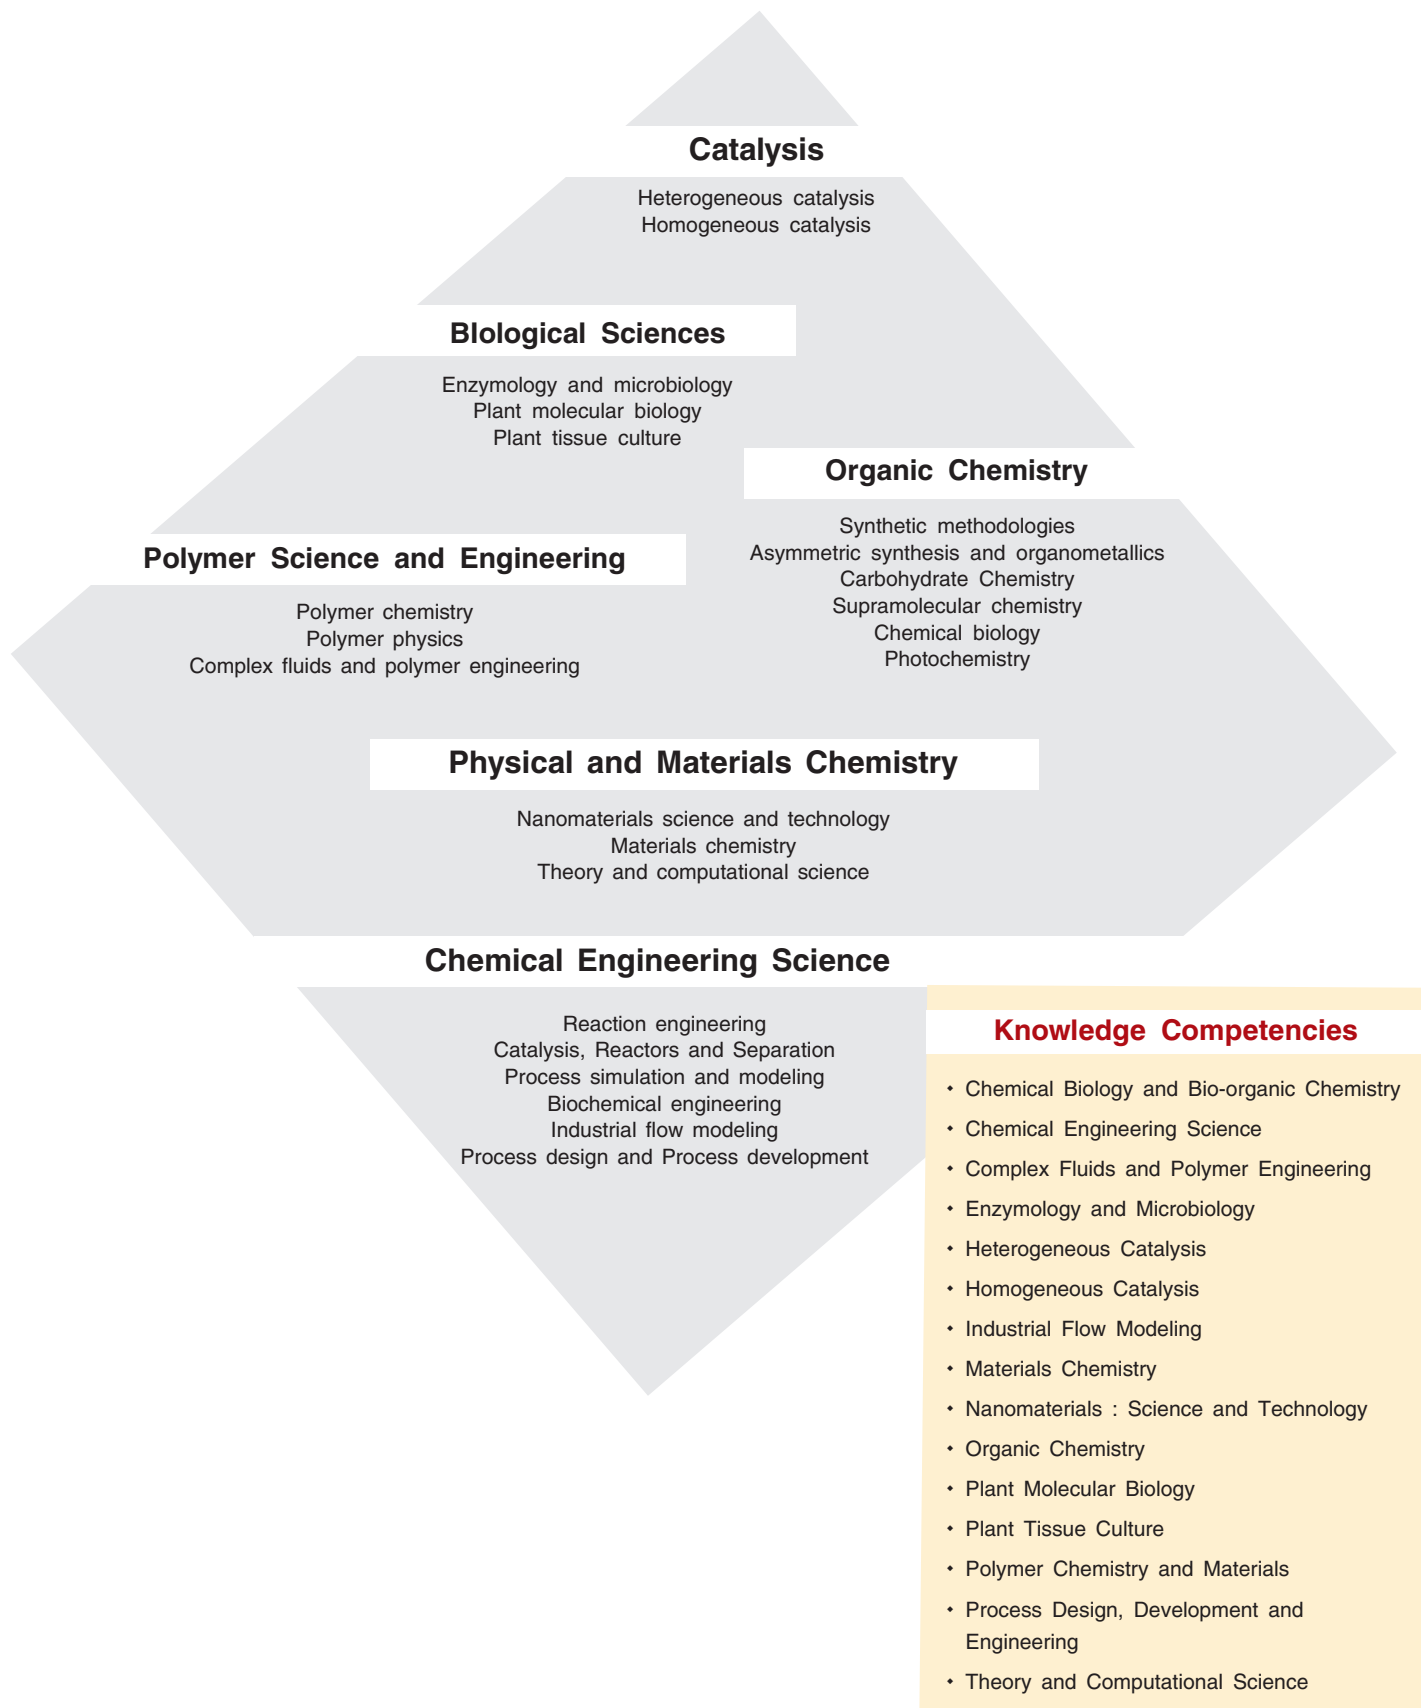 Catalysis
Heterogeneous catalysis
Homogeneous catalysis
BIological Sciences
Enzymology and microbiology
Plant molecular biology
Plant tissue culture
Organic Chemistry
Synthetic methodologies
Asymmetric synthesis and organometallics
Carbohydrate Chemistry
Supramolecular chemistry
Chemical biology
Photochemistry
Polymer Science and Engineering
Polymer chemistry
Polymer physics
Complex fluids and polymer engineering
Physical and Materials Chemistry
Nanomaterials science and technology
Materials chemistry
Theory and computational science
Chemical Engineering Science
Reaction engineering
Catalysis, Reactors and Separation
Process simulation and modeling
Biochemical engineering
Industrial flow modeling
Process design and Process development
Knowledge Competencies
• Chemical Biology and Bio-organic Chemistry
• Chemical Engineering Science
• Complex Fluids and Polymer Engineering
• Enzymology and Microbiology
• Heterogeneous Catalysis
• Homogeneous Catalysis
• Industrial Flow Modeling
• Materials Chemistry
• Nanomaterials : Science and Technology
• Organic Chemistry
• Plant Molecular Biology
• Plant Tissue Culture
• Polymer Chemistry and Materials
• Process Design, Development and
Engineering
• Theory and Computational Science